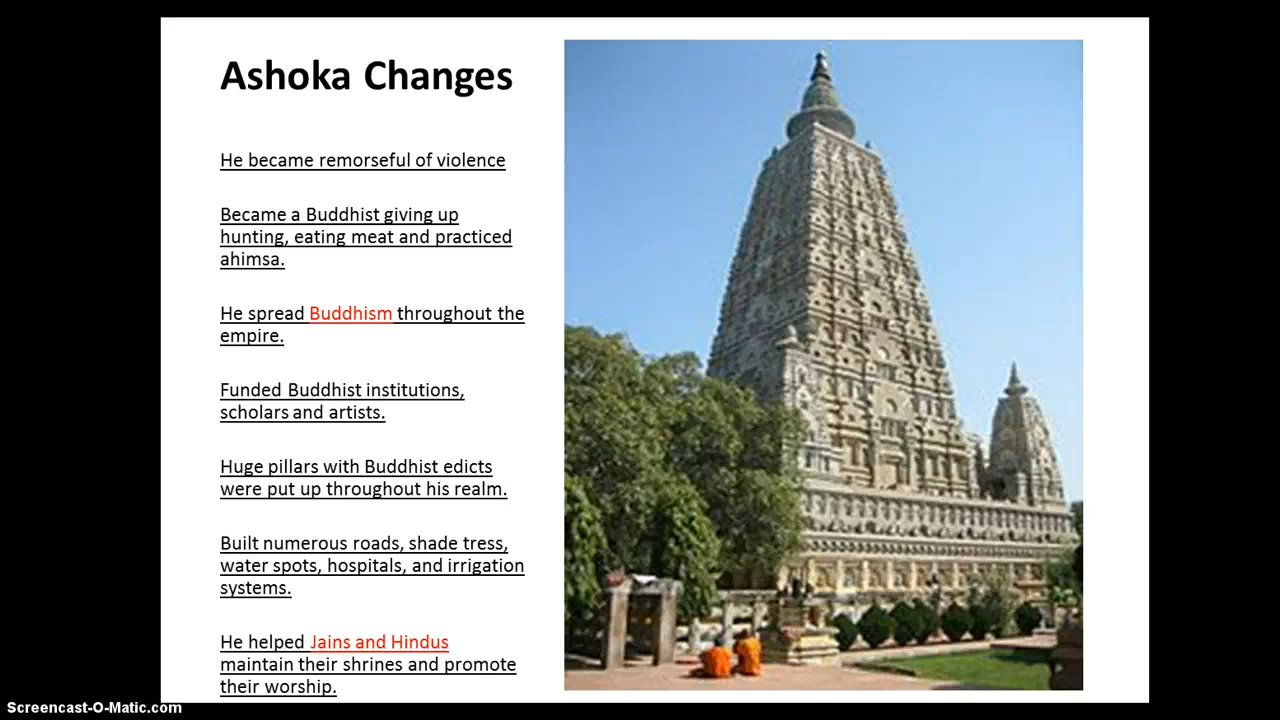 Ashoka Changes
He became remorseful of violence
Became a Buddhist giving up
hunting, eating meat and practiced
ahimsa.
He spread Buddhism throughout the
empire.
Funded Buddhist institutions,
scholars and artists.
Huge pillars with Buddhist edicts
were put up throughout his realm.
Built numerous roads, shade tress,
water spots, hospitals, and irrigation
systems.
He helped Jains and Hindus
maintain their shrines and promote
their worship.
Screencast-O-Matic.com